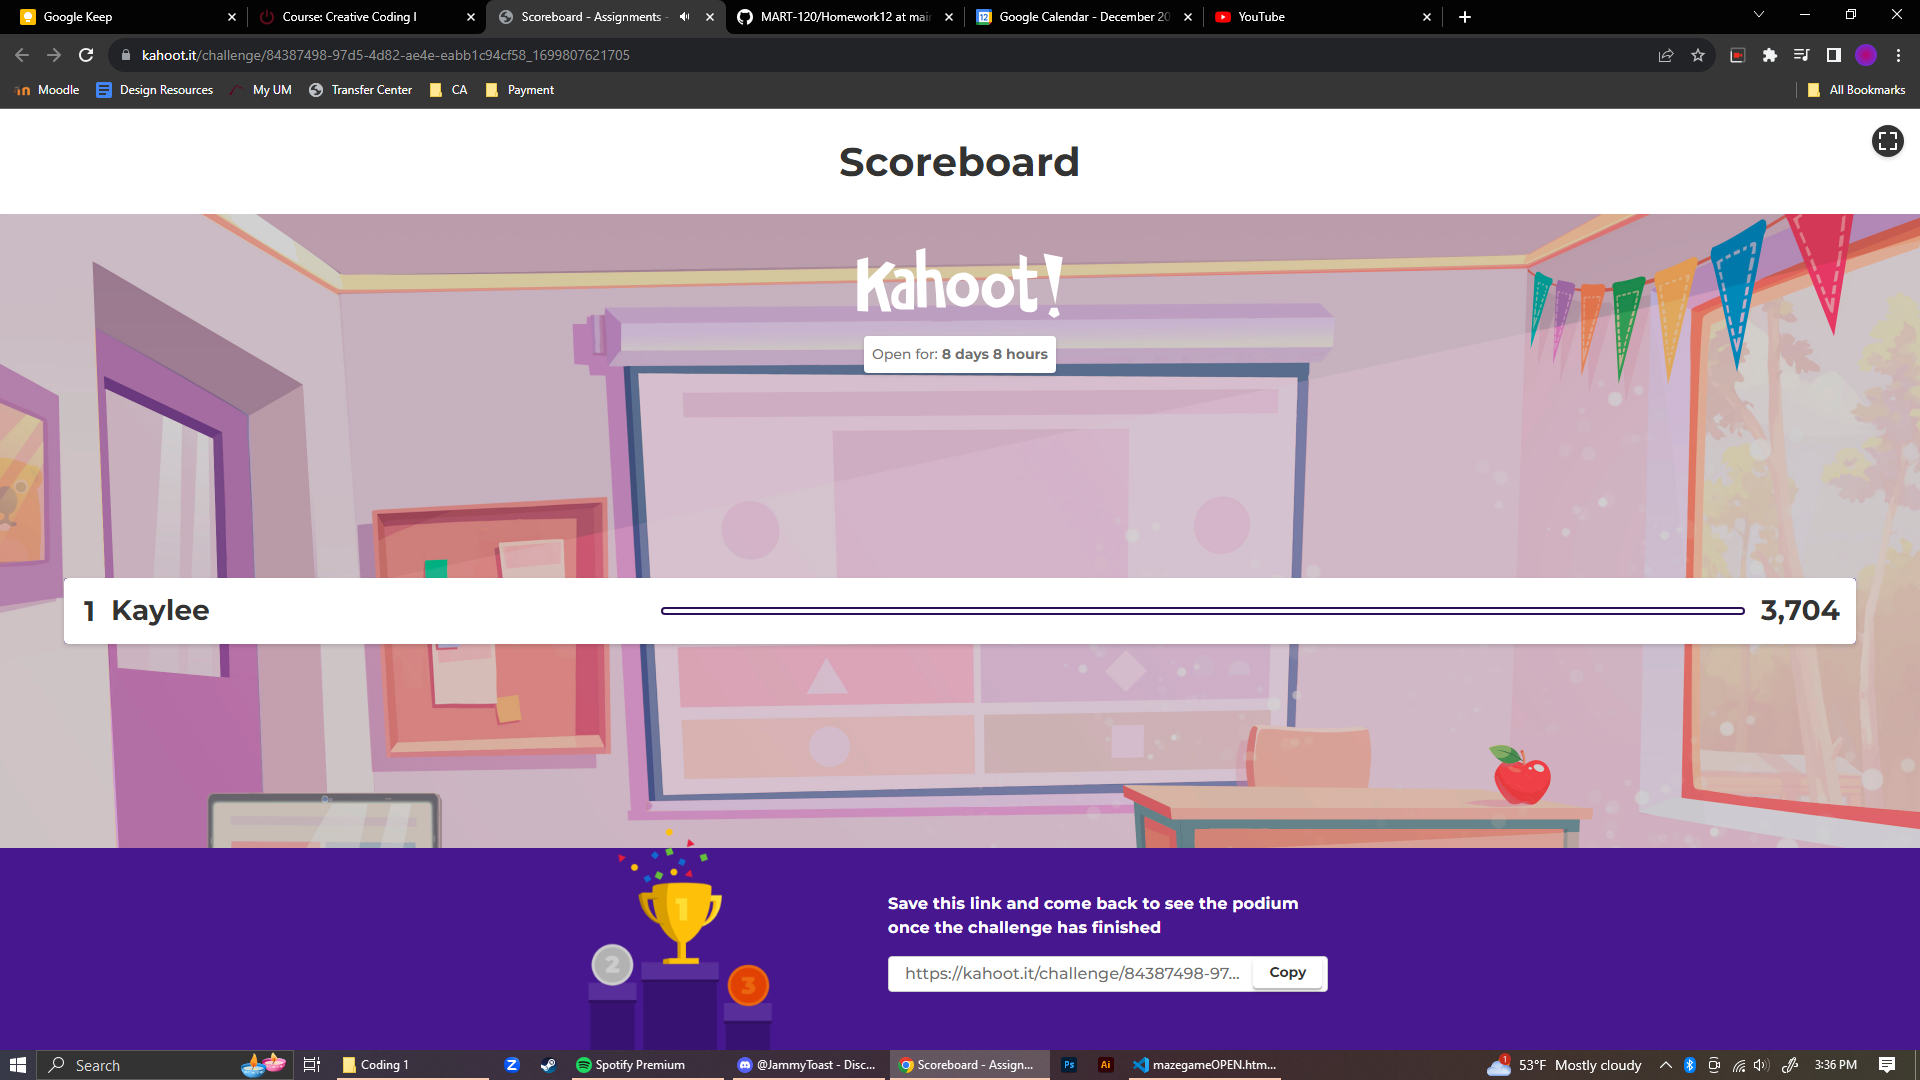 Google Keep
Course: Creative Coding I
Scoreboard - Assignments -
MART-120/Homework12 at main
Google Calendar - December 20
YouTube
kahoot.it/challenge/84387498-97d5-4d82-ae4e-eabb1c94cf58_1699807621705
Moodle
Design Resources
My UM
Transfer Center
CA
Payment
All Bookmarks
Scoreboard
Kahoot!
Open for: 8 days 8 hours
1 Kaylee 3,704
1
2
3
Save this link and come back to see the podium
once the challenge has finished
https://kahoot.it/challenge/84387498-97... Copy
Search
Coding 1
Spotify Premium
@JammyToast - Disc...
Scoreboard - Assign...
Ps
Ai
mazegameOPEN.htm...
1
53°F Mostly cloudy
3:36 PM